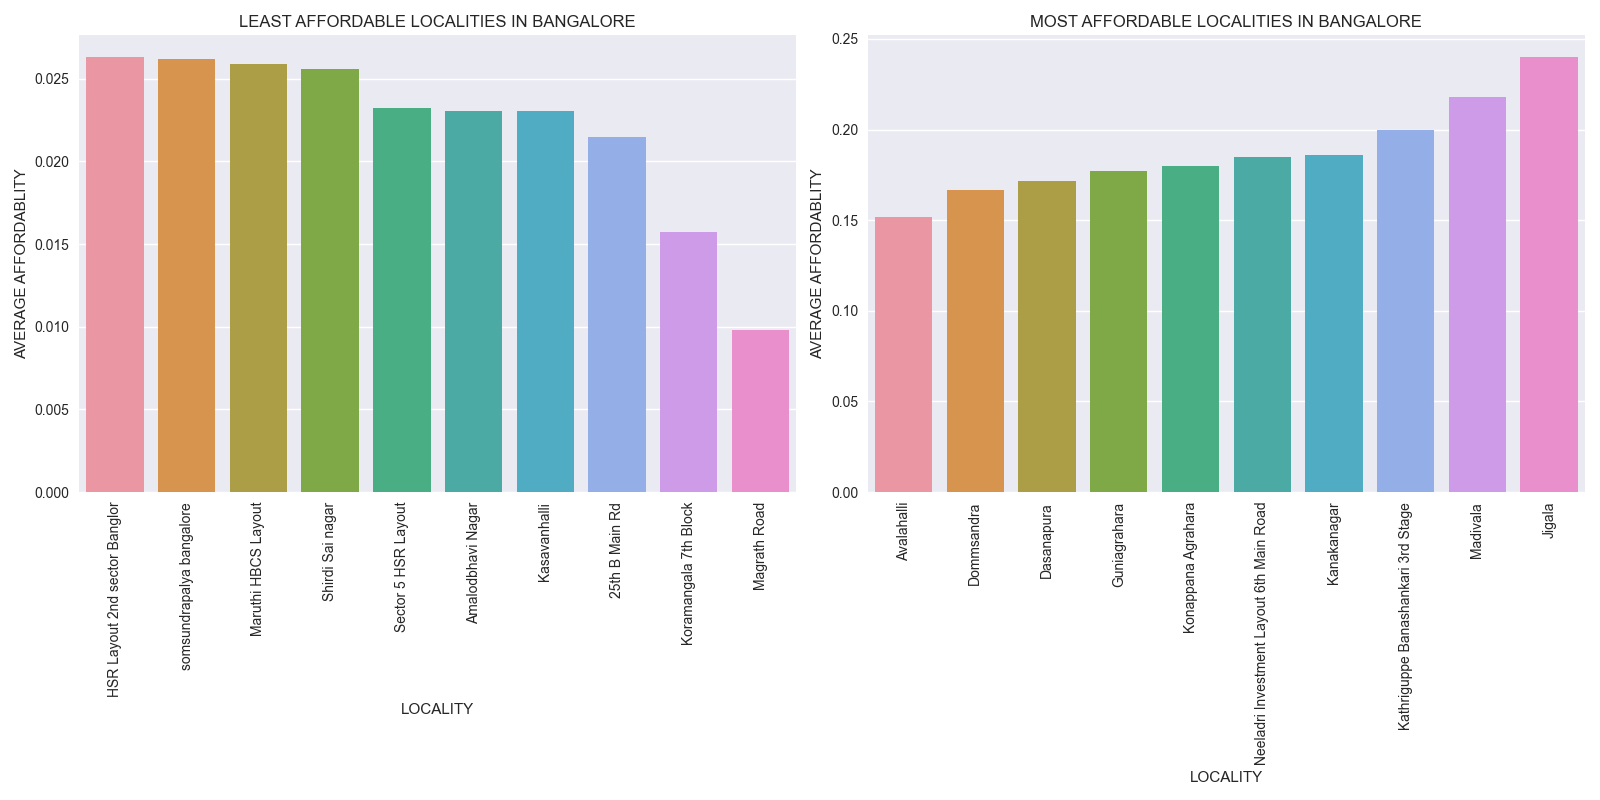 LEAST AFFORDABLE LOCALITIES IN BANGALORE
AVERAGE AFFORDABLITY
0.025
0.020
0.015
0.010
0.005
0.000
HSR Layout 2nd sector Banglor
somsundrapalya bangalore
Maruthi HBCS Layout
Shirdi Sai nagar
Sector 5 HSR Layout
Amalodbhavi Nagar
Kasavanhalli
25th B Main Rd
Koramangala 7th Block
Magrath Road
LOCALITY
MOST AFFORDABLE LOCALITIES IN BANGALORE
AVERAGE AFFORDABLITY
0.25
0.20
0.15
0.10
0.05
0.00
Avalahalli
Dommsandra
Dasanapura
Guniagrahara
Konappana Agrahara
Neeladri Investment Layout 6th Main Road
Kanakanagar
Kathriguppe Banashankari 3rd Stage
Madivala
Jigala
LOCALITY